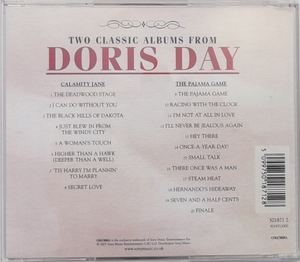 TWO CLASSIC ALBUMS FROM
DORIS DAY
CALAMITY JANE
1 THE DEADWOOD STAGE
2 I CAN DO WITHOUT YOU
3 THE BLACK HILLS OF DAKOTA
4 JUST BLEW IN FROM
THE WINDY CITY
5 A WOMAN'S TOUCH
6 HIGHER THAN A HAWK
(DEEPER THAN A WELL)
7 'TIS HARRY I'M PLANNIN'
TO MARRY
8 SECRET LOVE
THE PAJAMA GAME
9 THE PAJAMA GAME
10 RACING WITH THE CLOCK
11 I'M NOT AT ALL IN LOVE
12 I'LL NEVER BE JEALOUS AGAIN
13 HEY THERE
14 ONCE-A-YEAR DAY!
15 SMALL TALK
16 THERE ONCE WAS A MAN
17 STEAM HEAT
18 HERNANDO'S HIDEAWAY
19 SEVEN AND A HALF CENTS
20 FINALE
COLUMBIA